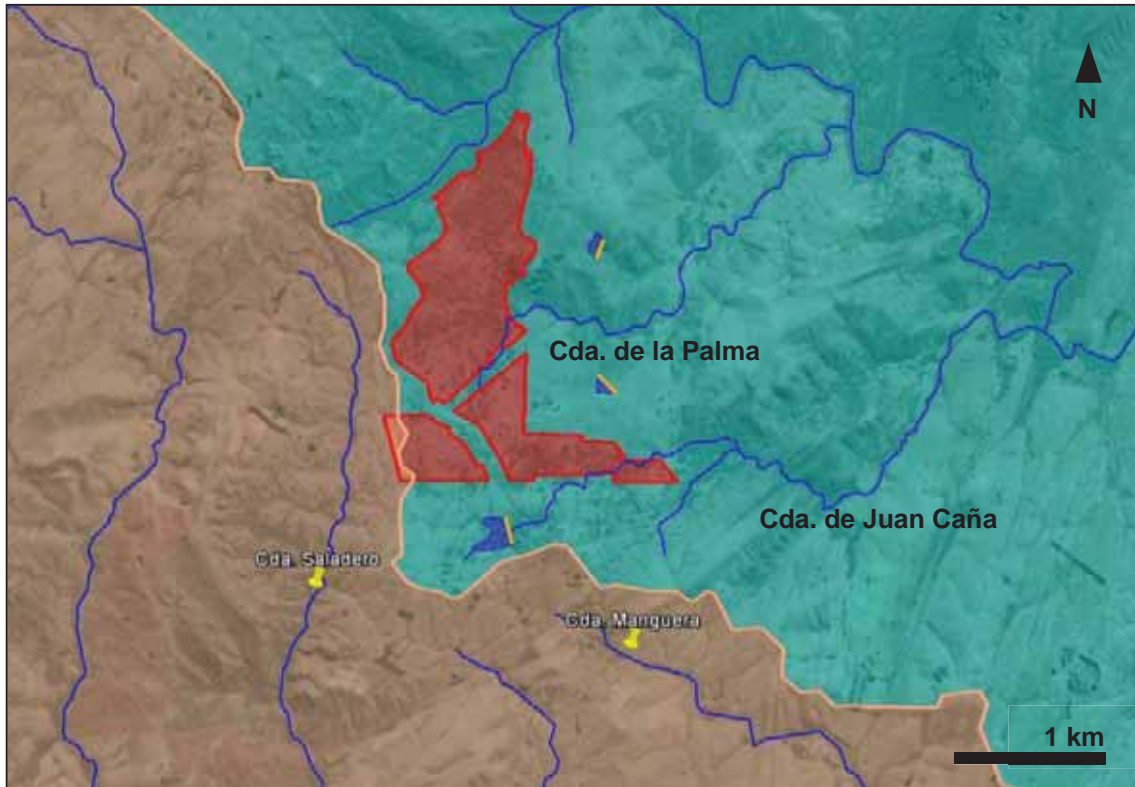 N
Cda. de la Palma
Cda. de Juan Caña
Cda. Saladero
Cda. Manguera
1 km